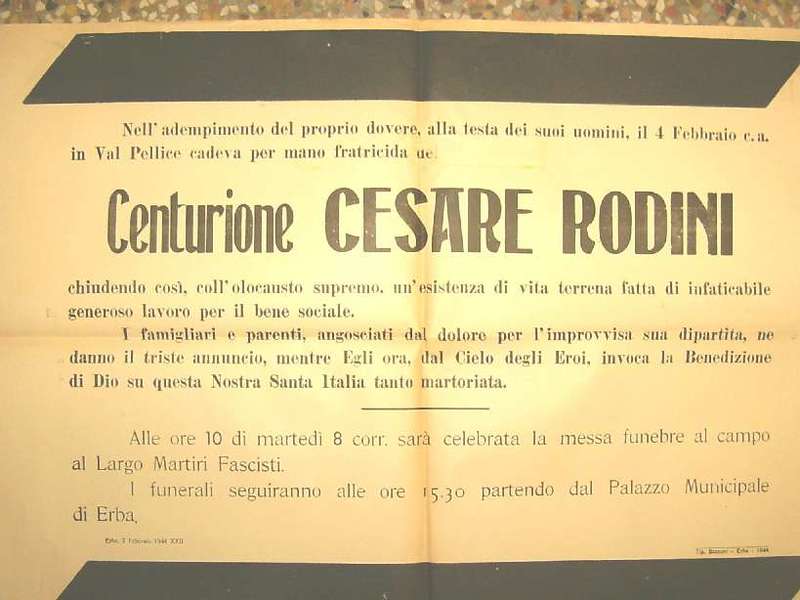 Nell' adempimento del proprio dovere, alla testa dei suoi uomini, il 4 Febbraio c.a.
in Val Pellice cadeva per mano fratricida
Centurione CESARE RODINI
chiudendo così, coll'olocausto supremo, un'esistenza di vita terrena fatta di infaticabile
generoso lavoro per il bene sociale.
I famigliari e parenti, angosciati dal dolore per l'improvvisa sua dipartita, ne
danno il triste annuncio, mentre Egli ora, dal Cielo degli Eroi, invoca la Benedizione
di Dio su questa Nostra Santa Italia tanto martoriata.
Alle ore 10 di martedì 8 corr. sarà celebrata la messa funebre al campo
al Largo Martiri Fascisti.
I funerali seguiranno alle ore 15.30 partendo dal Palazzo Municipale
di Erba.
Erba, Febbraio 1944 XXII
Tip. - Erba - 1944